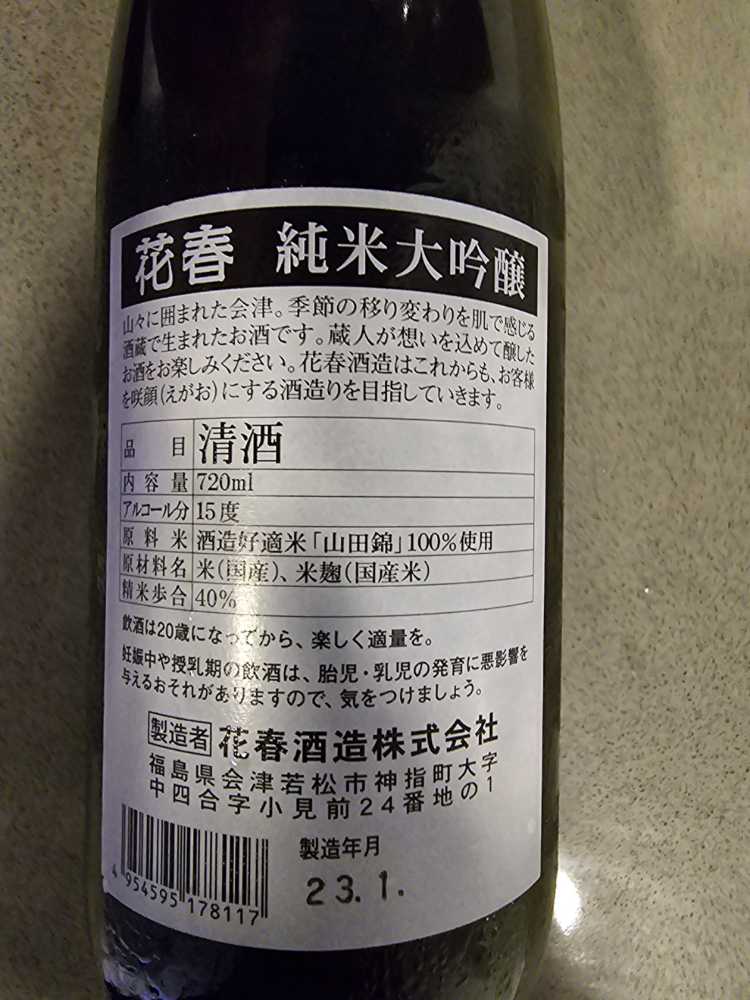 花春 純米大吟醸
山々に囲まれた会津。季節の移り変わりを肌で感じる
酒蔵で生まれたお酒です。蔵人が想いを込めて醸した
お酒をお楽しみください。花春酒造はこれからも、お客様
を咲顔(えがお)にする酒造りを目指していきます。
品目 清酒
内容量 720ml
アルコール分 15度
原料米 酒造好適米「山田錦」100%使用
原材料名 米(国産)、米麹(国産米)
精米歩合 40%
飲酒は20歳になってから、楽しく適量を。
妊娠中や授乳期の飲酒は、胎児・乳児の発育に悪影響を
与えるおそれがありますので、気をつけましょう。
製造者 花春酒造株式会社
福島県会津若松市神指町大字
中四合字小見前24番地の1
製造年月
23.1.
4 954595 178117